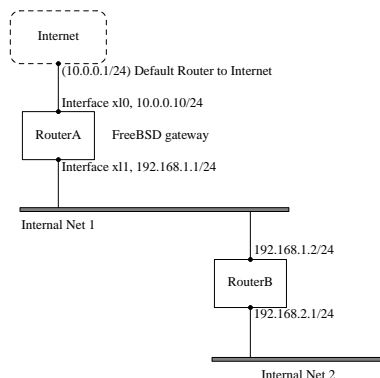 Internet
(10.0.0.1/24) Default Router to Internet
Interface xl0, 10.0.0.10/24
RouterA
FreeBSD gateway
Interface xl1, 192.168.1.1/24
Internal Net 1
192.168.1.2/24
RouterB
192.168.2.1/24
Internal Net 2